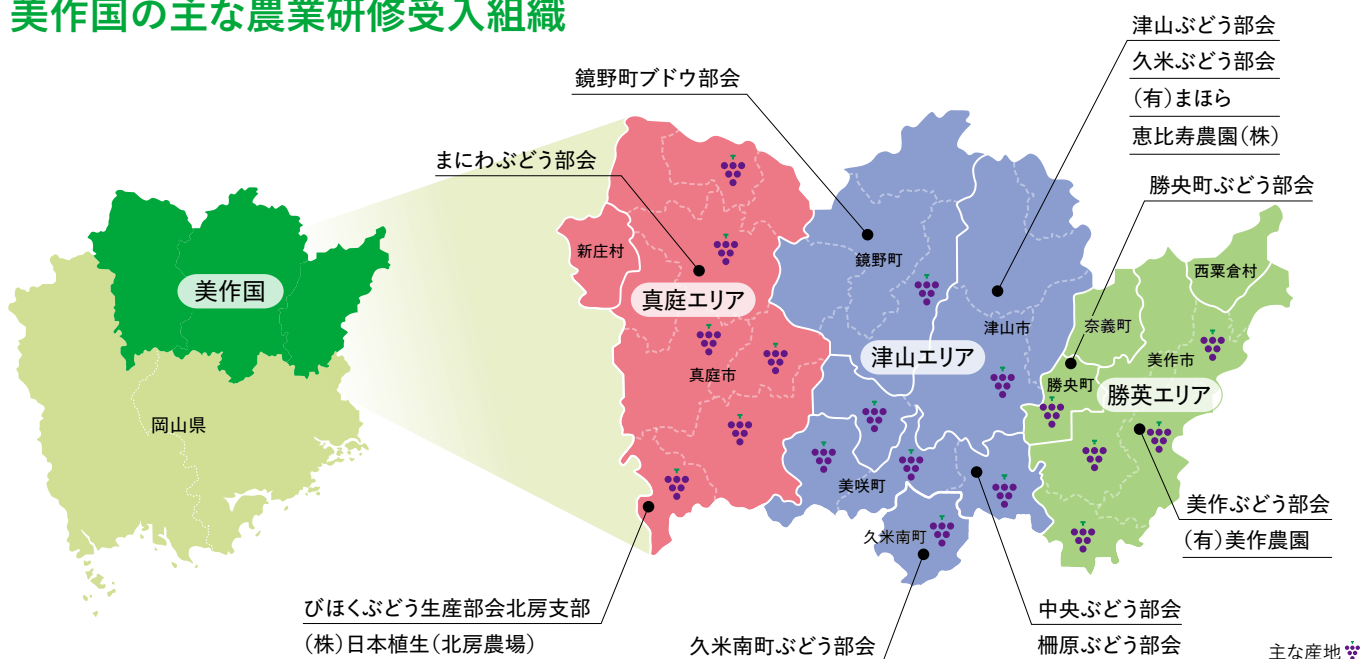 美作国の主な農業研修受入組織
津山ぶどう部会
久米ぶどう部会
(有)まほら
恵比寿農園(株)
鏡野町ブドウ部会
まにわぶどう部会
勝央町ぶどう部会
新庄村
鏡野町
西粟倉村
美作国
真庭エリア
津山市
奈義町
津山エリア
美作市
真庭市
勝央町
勝英エリア
岡山県
美咲町
久米南町
美作ぶどう部会
(有)美作農園
びほくぶどう生産部会北房支部
(株)日本植生(北房農場)
久米南町ぶどう部会
中央ぶどう部会
柵原ぶどう部会
主な産地